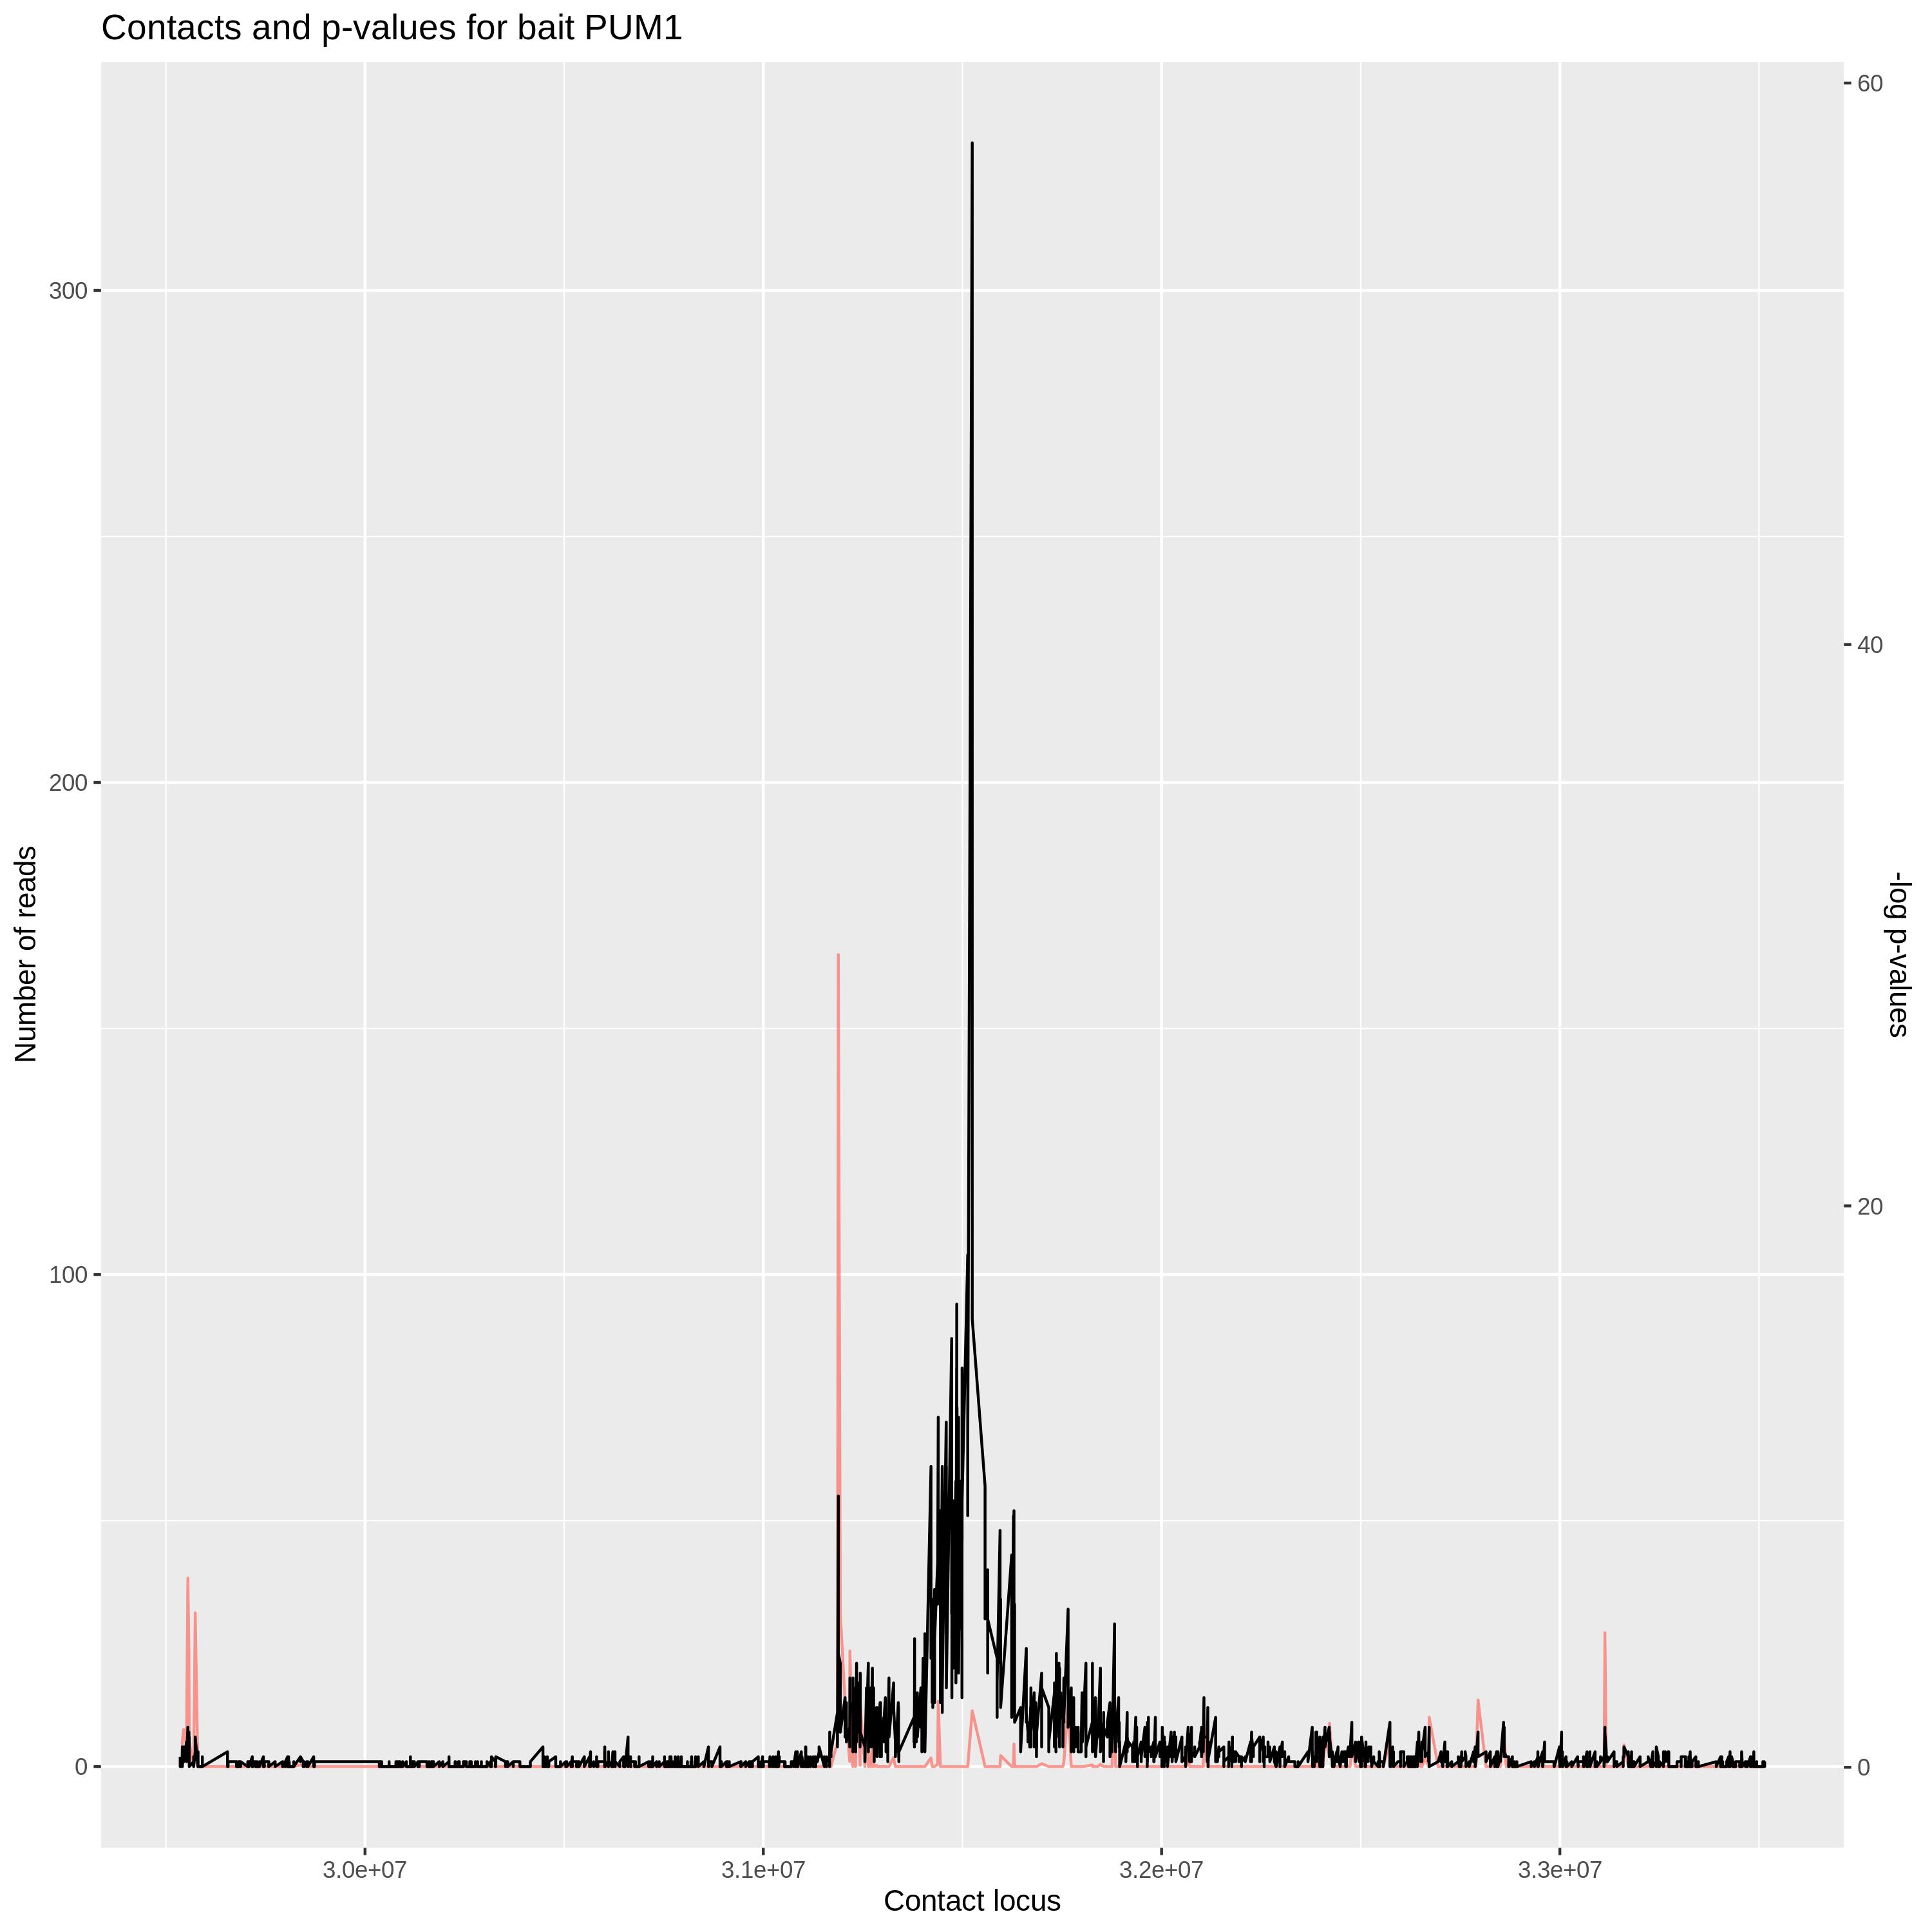 Contacts and p-values for bait PUM1
60
300
40
200
Number of reads
-log p-values
20
100
0
0
3.0e+07 3.1e+07 3.2e+07 3.3e+07
Contact locus